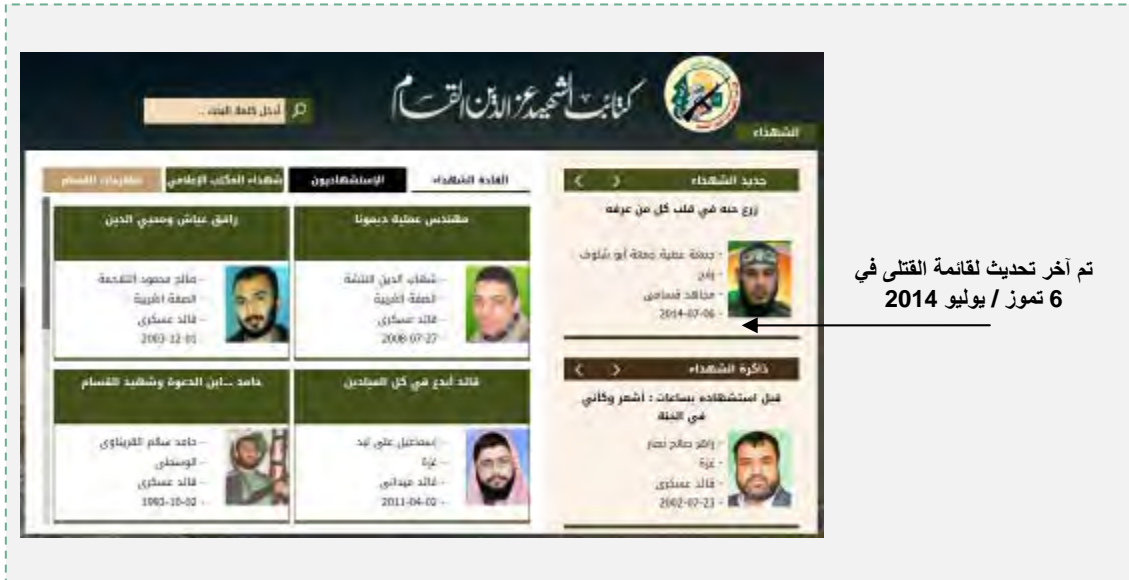 كتائب الشهيد عز الدين القسام
أدخل كلمة البحث ..
الشهداء
جديد الشهداء
زرع حبه في قلب كل من عرفه
- جمعة عطية جمعة أبو شلوف
- رفح
- مجاهد قسامي
- 2014-07-06
ذاكرة الشهداء
قبل استشهاده بساعات : أشعر وكأني
في الجنة
- زاهر صالح نصار
- غزة
- قائد عسكري
- 2002-07-23
القادة الشهداء
الإستشهاديون
شهداء المكتب الإعلامي
مهندس عملية ديمونا
- شهاب الدين النتشة
- الضفة الغربية
- قائد عسكري
- 2008-07-27
رافق عياش ومحيي الدين
- صالح محمود التلاحمة
- الضفة الغربية
- قائد عسكري
- 2003-12-01
قائد أبدع في كل الميادين
- إسماعيل علي لبد
- غزة
- قائد ميداني
- 2011-04-02
حامد ...ابن الدعوة وشهيد القسام
- حامد سالم القريناوي
- الوسطى
- قائد عسكري
- 1993-10-02
تم آخر تحديث لقائمة القتلى في
6 تموز / يوليو 2014